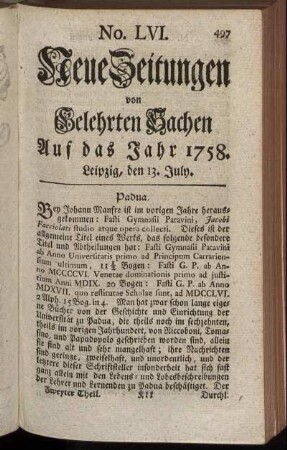 No. LVI. 497
Neue Zeitungen
von
Gelehrten Sachen
Auf das Jahr 1758.
Leipzig, den 13. July.
Padua.
Bey Johann Manfre ist im vorigen Jahre heraus-
gekommen: Fasti Gymnasii Patavini, Jacobi
Facciolati studio atque opera collecti. Dieses ist der
allgemeine Titel eines Werks, das folgende besondere
Titel und Abtheilungen hat: Fasti Gymnasii Patavini
ab Anno Universitatis primo ad Principum Carrarien-
sium ultimum, 11½ Bogen: Fasti G. P. ab An-
no MCCCCVI. Venetae dominationis primo ad justi-
tium Anni MDIX. 20 Bogen: Fasti G. P. ab Anno
MDXVII. quo restitutae Scholae sunt, ad MDCCLVI.
2 Alph. 15 Bog. in 4. Man hat zwar schon lange eige-
ne Bücher von der Geschichte und Einrichtung der
Universität zu Padua, die theils noch im sechzehnten,
theils im vorigen Jahrhundert, von Riccoboni, Toma-
sino, und Papadopolo geschrieben worden sind, allein
sie sind alt und sehr mangelhaft; ihre Nachrichten
sind geringe, zweifelhaft, und unordentlich, und der
letztere dieser Schriftsteller insonderheit hat sich fast
ganz allein mit den Lebens- und Lobesbeschreibungen
der Lehrer und Lernenden zu Padua beschäftiget. Der
Zweyter Theil. Kkk Durchl.